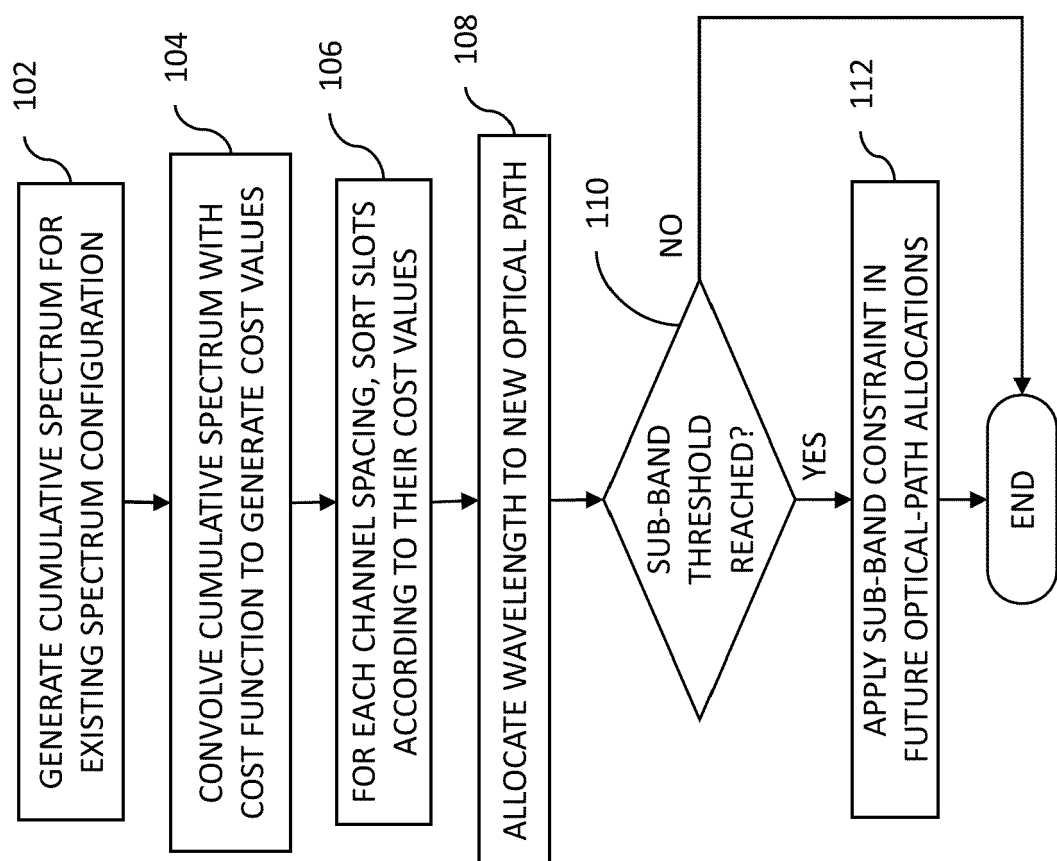 102
GENERATE CUMULATIVE SPECTRUM FOR
EXISTING SPECTRUM CONFIGURATION
104
CONVOLVE CUMULATIVE SPECTRUM WITH
COST FUNCTION TO GENERATE COST VALUES
106
FOR EACH CHANNEL SPACING, SORT SLOTS
ACCORDING TO THEIR COST VALUES
108
ALLOCATE WAVELENGTH TO NEW OPTICAL PATH
110
SUB-BAND
THRESHOLD
REACHED?
NO
YES
112
APPLY SUB-BAND CONSTRAINT IN
FUTURE OPTICAL-PATH ALLOCATIONS
END